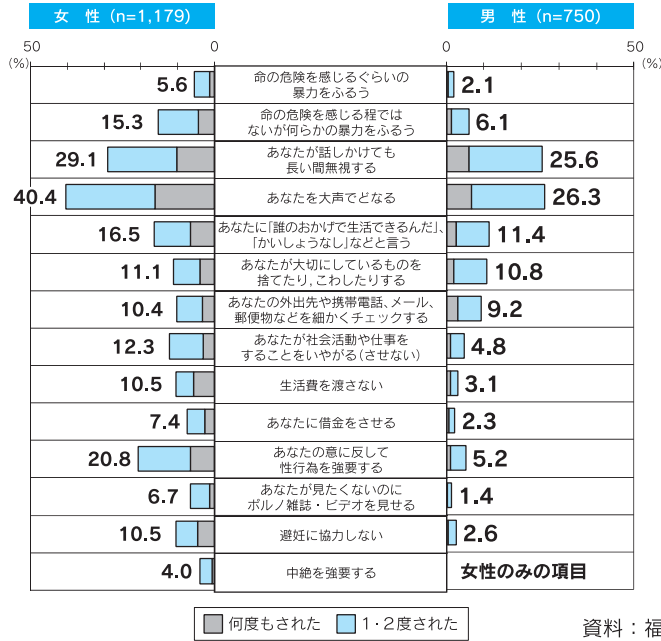 女 性 (n=1,179)
男 性 (n=750)
50
0
0
50
(%)
(%)
5.6
命の危険を感じるぐらいの
暴力をふるう
2.1
15.3
命の危険を感じる程では
ないが何らかの暴力をふるう
6.1
29.1
あなたが話しかけても
長い間無視する
25.6
40.4
あなたを大声でどなる
26.3
16.5
あなたに「誰のおかげで生活できるんだ」、
「かいしょうなし」などと言う
11.4
11.1
あなたが大切にしているものを
捨てたり,こわしたりする
10.8
10.4
あなたの外出先や携帯電話、メール、
郵便物などを細かくチェックする
9.2
12.3
あなたが社会活動や仕事を
することをいやがる(させない)
4.8
10.5
生活費を渡さない
3.1
7.4
あなたに借金をさせる
2.3
20.8
あなたの意に反して
性行為を強要する
5.2
6.7
あなたが見たくないのに
ポルノ雑誌・ビデオを見せる
1.4
10.5
避妊に協力しない
2.6
4.0
中絶を強要する
女性のみの項目
何度もされた
1・2度された
資料：福